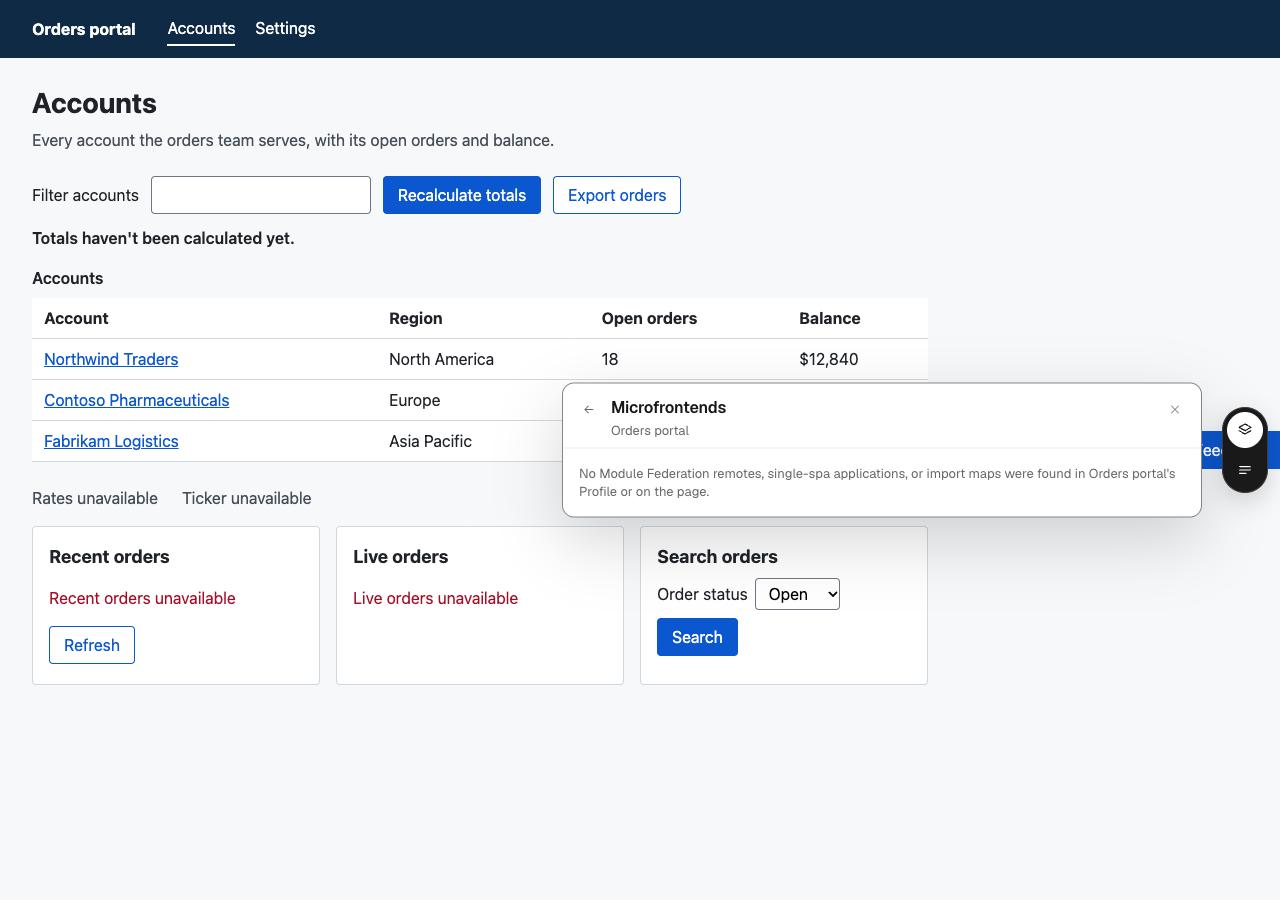 Orders portal Accounts Settings
Accounts
Every account the orders team serves, with its open orders and balance.
Filter accounts Recalculate totals Export orders
Totals haven't been calculated yet.
Accounts
Account Region Open orders Balance
Northwind Traders North America 18 $12,840
Contoso Pharmaceuticals Europe
Fabrikam Logistics Asia Pacific
Microfrontends
Orders portal
No Module Federation remotes, single-spa applications, or import maps were found in Orders portal's
Profile or on the page.
Rates unavailable Ticker unavailable
Recent orders
Recent orders unavailable
Refresh
Live orders
Live orders unavailable
Search orders
Order status Open
Search